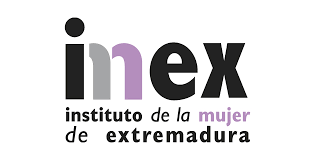 imex
instituto de la mujer
de extremadura